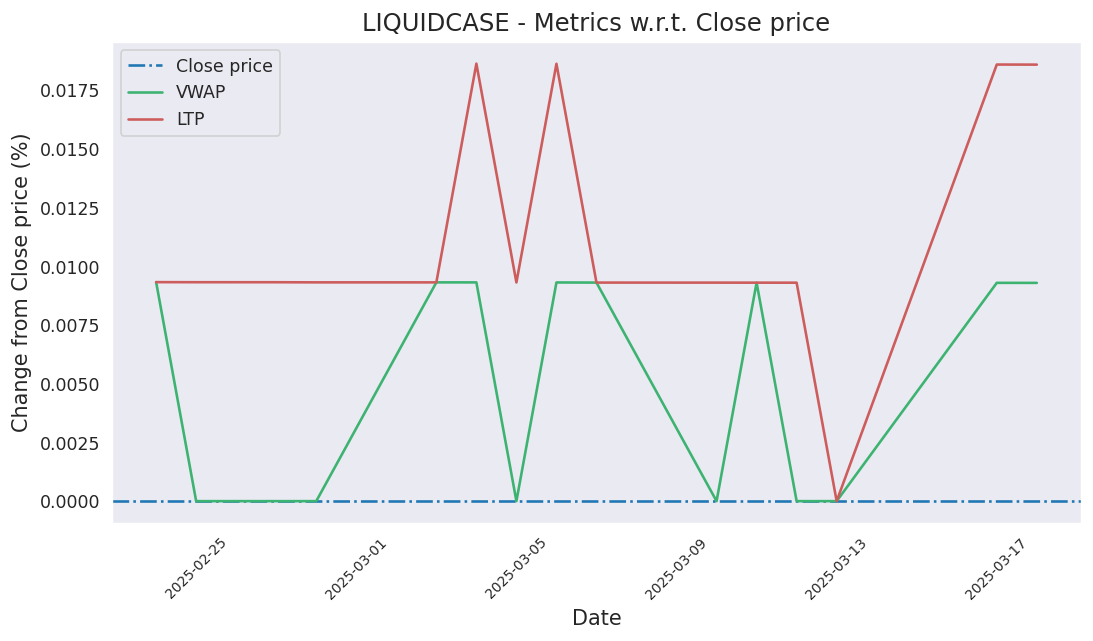 LIQUIDCASE - Metrics w.r.t. Close price
Close price
VWAP
LTP
Change from Close price (%)
0.0175
0.0150
0.0125
0.0100
0.0075
0.0050
0.0025
0.0000
2025-02-25
2025-03-01
2025-03-05
2025-03-09
2025-03-13
2025-03-17
Date